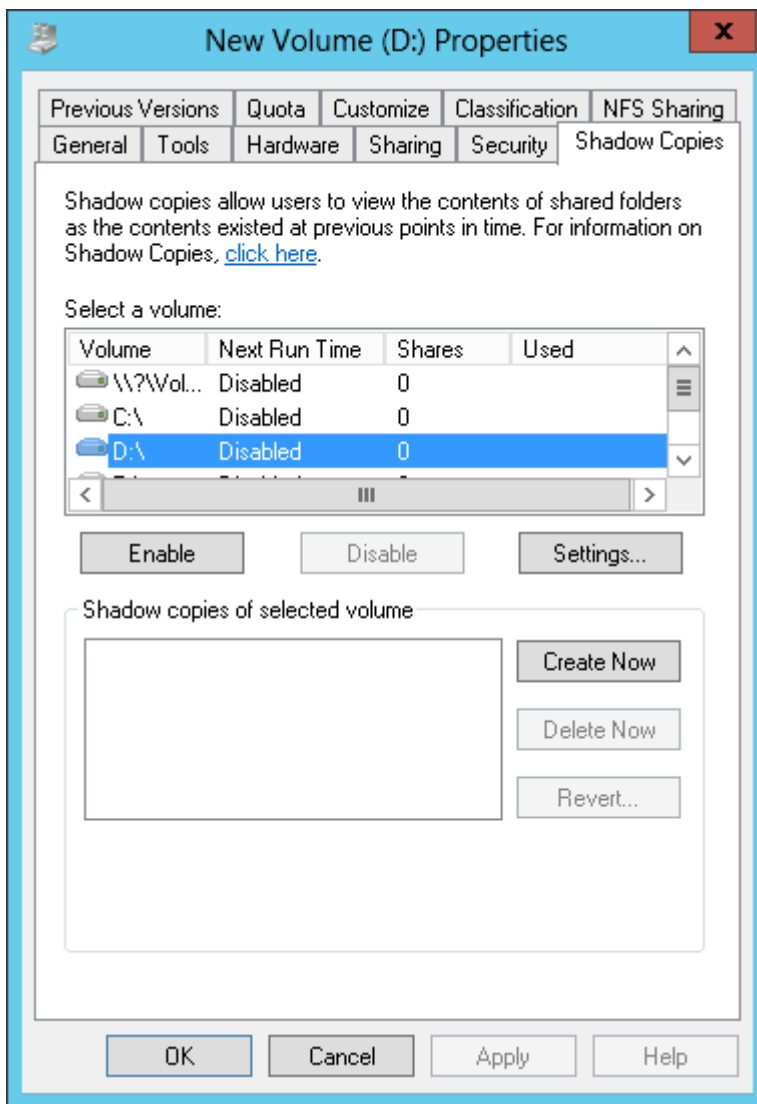 New Volume (D:) Properties
x
Previous Versions Quota Customize Classification NFS Sharing
General Tools Hardware Sharing Security Shadow Copies
Shadow copies allow users to view the contents of shared folders
as the contents existed at previous points in time. For information on
Shadow Copies, click here.
Select a volume:
Volume Next Run Time Shares Used
\\?\Vol... Disabled 0
C:\ Disabled 0
D:\ Disabled 0
Enable Disable Settings...
Shadow copies of selected volume
Create Now
Delete Now
Revert...
OK Cancel Apply Help